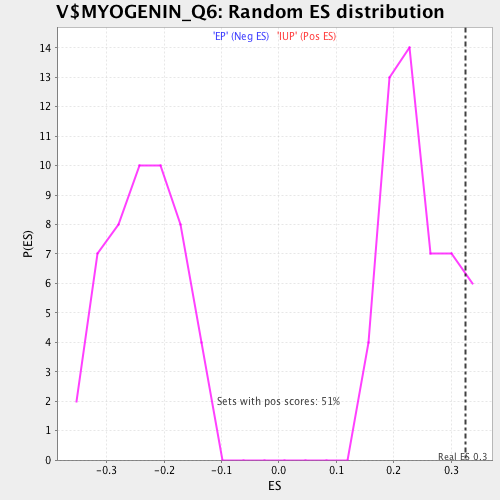 V$MYOGENIN_Q6: Random ES distribution
'EP' (Neg ES) 'IUP' (Pos ES)
14
13
12
11
10
9
8
7
6
5
4
3
2
1
0
P(ES)
Sets with pos scores: 51%
Real ES 0.3
-0.3 -0.2 -0.1 0.0 0.1 0.2 0.3
ES